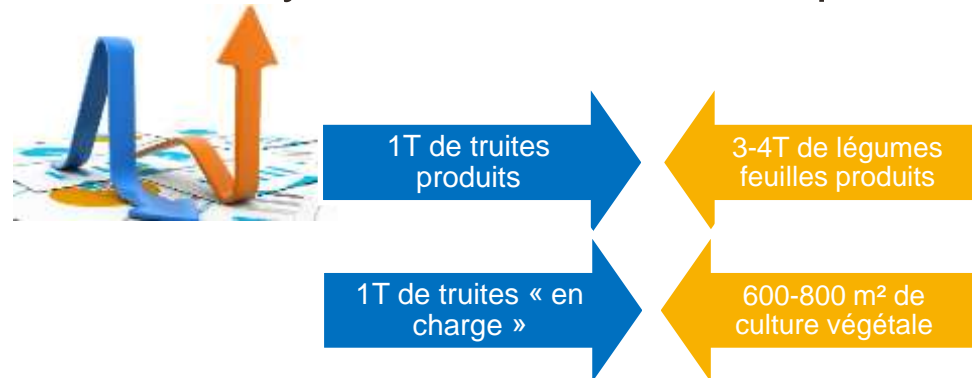 1T de truites
produits
3-4T de légumes
feuilles produits
1T de truites « en
charge »
600-800 m² de
culture végétale